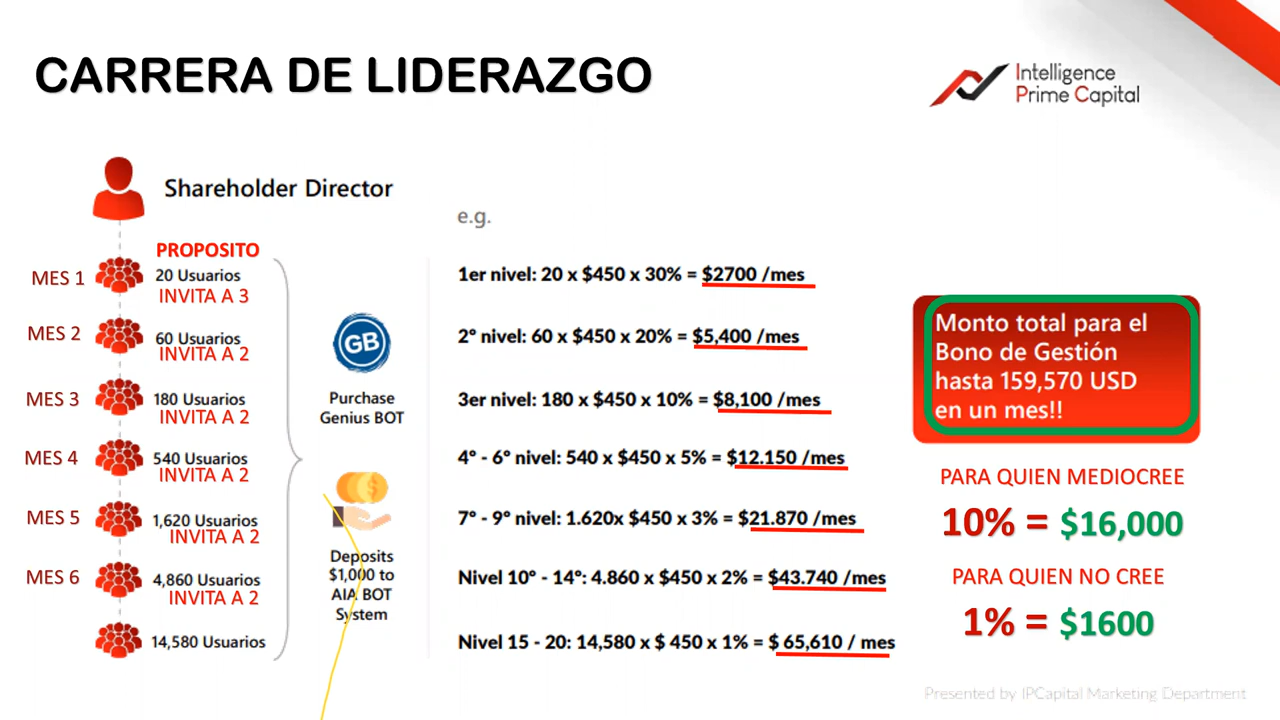 CARRERA DE LIDERAZGO
Intelligence
Prime Capital
Shareholder Director
e.g.
PROPOSITO
MES 1
20 Usuarios
INVITA A 3
1er nivel: 20 x $450 x 30% = $2700 /mes
MES 2
60 Usuarios
INVITA A 2
2º nivel: 60 x $450 x 20% = $5,400 /mes
GB
Purchase
Genius BOT
MES 3
180 Usuarios
INVITA A 2
3er nivel: 180 x $450 x 10% = $8,100 /mes
MES 4
540 Usuarios
INVITA A 2
4º - 6º nivel: 540 x $450 x 5% = $12.150 /mes
MES 5
1,620 Usuarios
INVITA A 2
7º - 9º nivel: 1.620x $450 x 3% = $21.870 /mes
Deposits
$1,000 to
AIA BOT
System
MES 6
4,860 Usuarios
INVITA A 2
Nivel 10º - 14º: 4.860 x $450 x 2% = $43.740 /mes
14,580 Usuarios
Nivel 15 - 20: 14,580 x $ 450 x 1% = $ 65,610 / mes
Monto total para el
Bono de Gestión
hasta 159,570 USD
en un mes!!
PARA QUIEN MEDIOCREE
10% = $16,000
PARA QUIEN NO CREE
1% = $1600
Presented by IPCapital Marketing Department